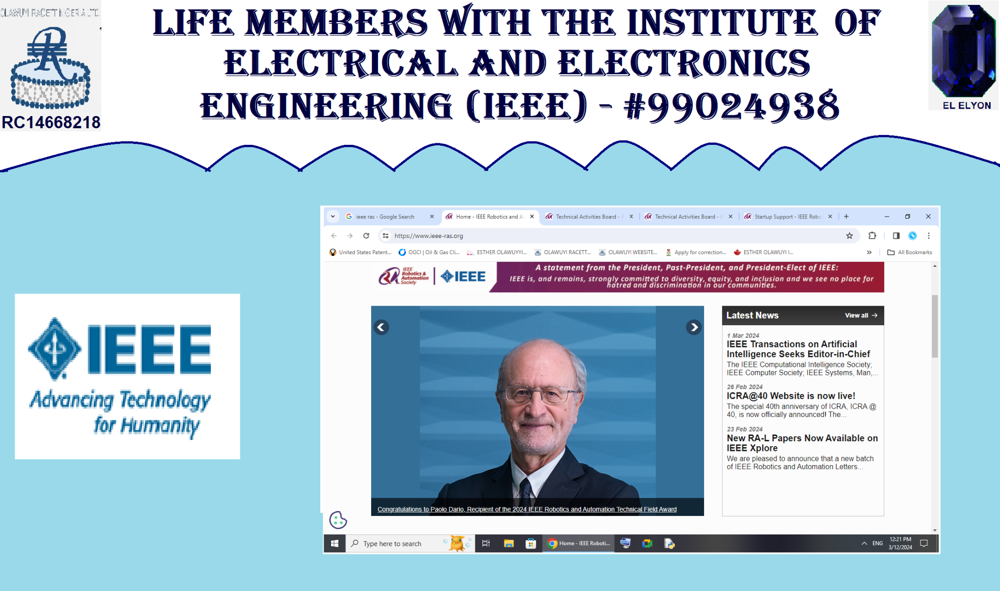 OLAWUYI RACETT NIGERIA LTD.
R
RC14668218
LIFE MEMBERS WITH THE INSTITUTE OF
ELECTRICAL AND ELECTRONICS
ENGINEERING (IEEE) - #99024938
EL ELYON
IEEE
Advancing Technology
for Humanity
ieee ras - Google Search
Home - IEEE Robotics and A
Technical Activities Board - I
Technical Activities Board - I
Startup Support - IEEE Robo
https://www.ieee-ras.org
United States Patent...
OGCI | Oil & Gas Cli...
ESTHER OLAWUYYI...
OLAWUYI RACETT...
OLAWUYI WEBSITE...
Apply for correction...
ESTHER OLAWUYI I...
All Bookmarks
IEEE
Robotics &
Automation
Society
IEEE
A statement from the President, Past-President, and President-Elect of IEEE:
IEEE is, and remains, strongly committed to diversity, equity, and inclusion and we see no place for
hatred and discrimination in our communities.
Congratulations to Paolo Dario, Recipient of the 2024 IEEE Robotics and Automation Technical Field Award
Latest News
View all →
1 Mar 2024
IEEE Transactions on Artificial
Intelligence Seeks Editor-in-Chief
The IEEE Computational Intelligence Society;
IEEE Computer Society; IEEE Systems, Man,...
26 Feb 2024
ICRA@40 Website is now live!
The special 40th anniversary of ICRA, ICRA @
40, is now officially announced! The...
23 Feb 2024
New RA-L Papers Now Available on
IEEE Xplore
We are pleased to announce that a new batch
of IEEE Robotics and Automation Letters...
Type here to search
Home - IEEE Roboti...
ENG
12:21 PM
3/12/2024